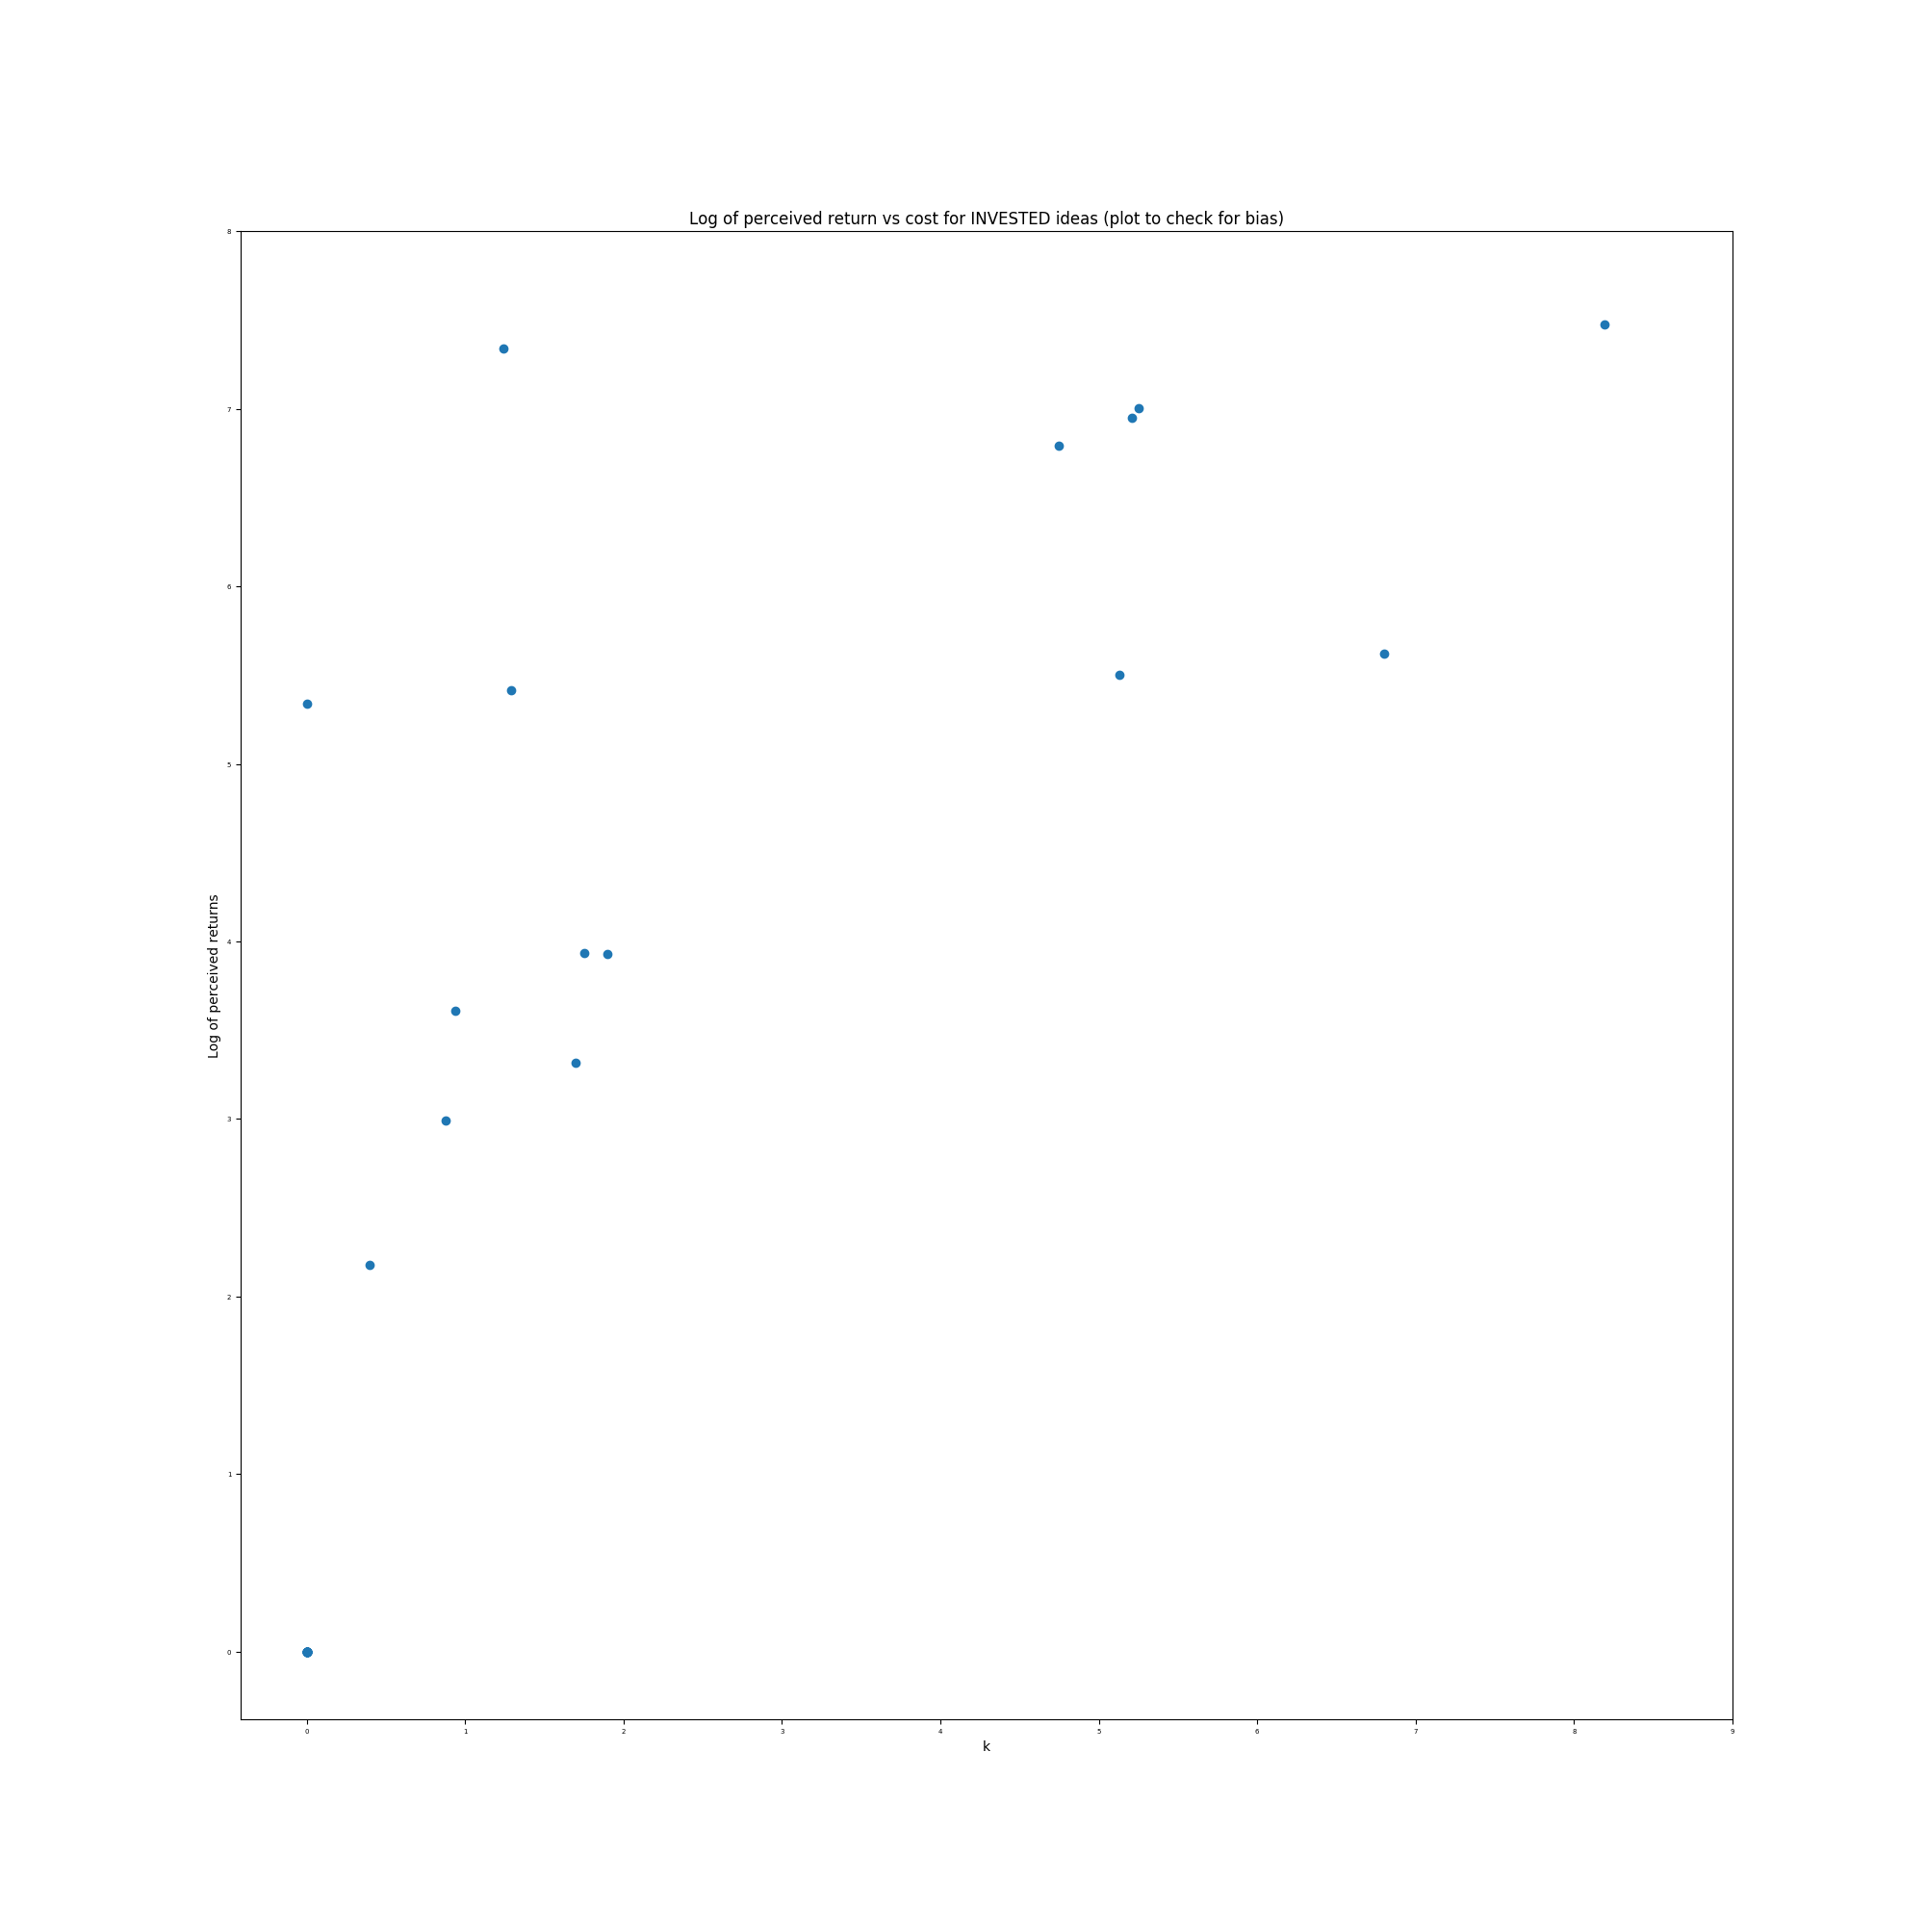 Log of perceived return vs cost for INVESTED ideas (plot to check for bias)
8
7
6
5
4
3
2
1
0
Log of perceived returns
0 1 2 3 4 5 6 7 8 9
k